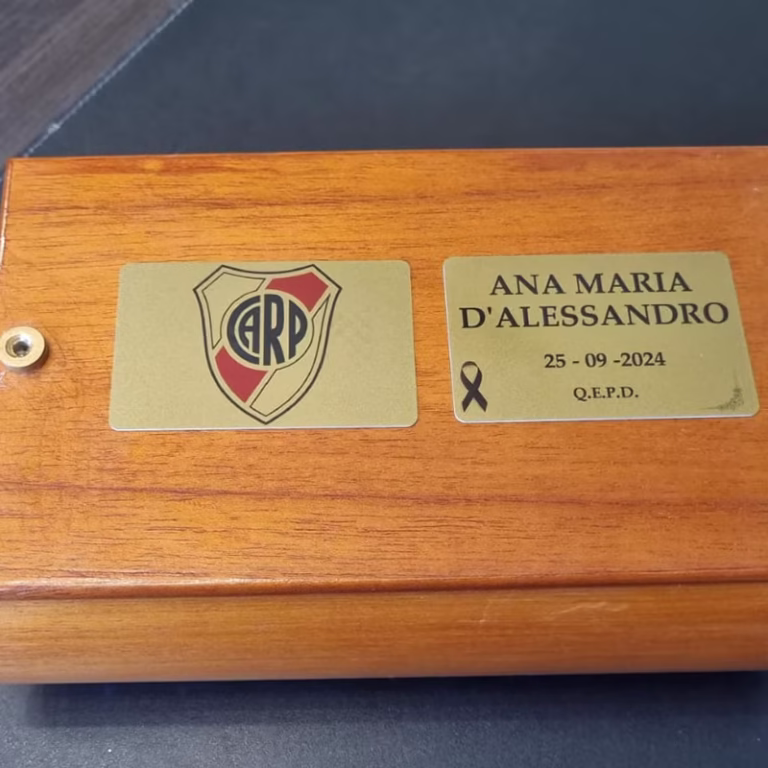 CARP
ANA MARIA
D'ALESSANDRO
25 - 09 -2024
Q.E.P.D.